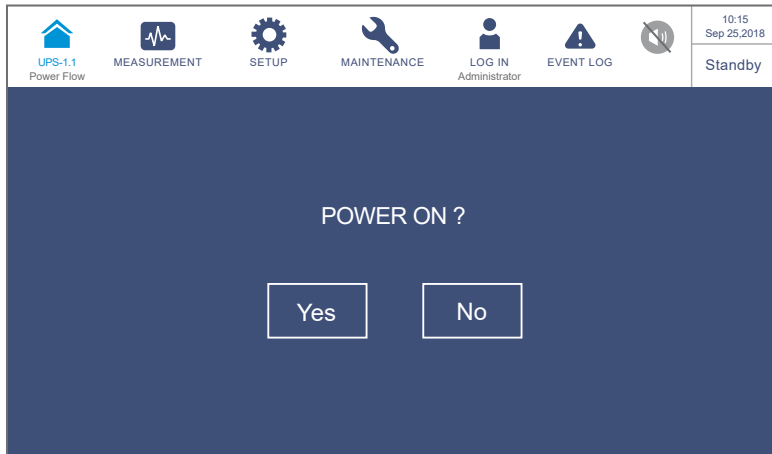 UPS-1.1
Power Flow
MEASUREMENT
SETUP
MAINTENANCE
LOG IN
Administrator
EVENT LOG
10:15
Sep 25,2018
Standby
POWER ON ?
Yes
No